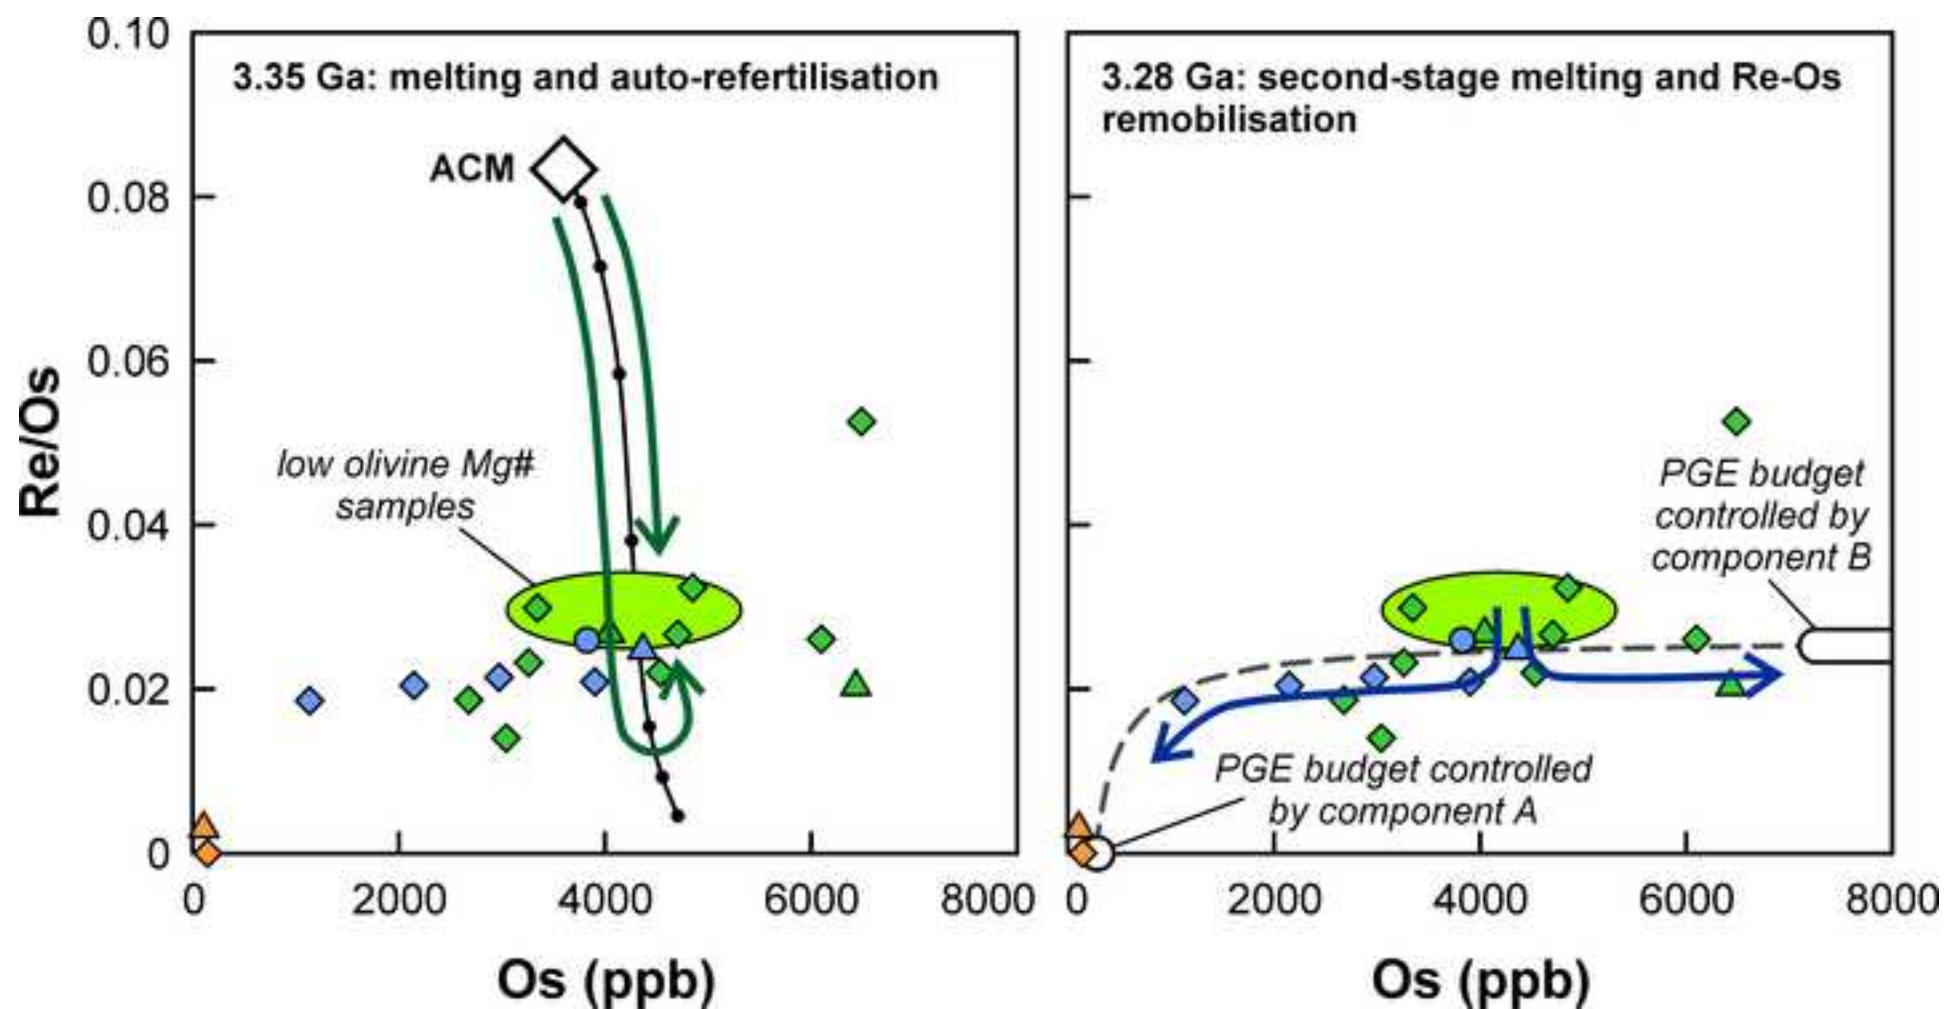 3.35 Ga: melting and auto-refertilisation
ACM
low olivine Mg#
samples
Re/Os
0.10
0.08
0.06
0.04
0.02
0
0
2000
4000
6000
8000
Os (ppb)
3.28 Ga: second-stage melting and Re-Os
remobilisation
PGE budget
controlled by
component B
PGE budget controlled
by component A
0
2000
4000
6000
8000
Os (ppb)